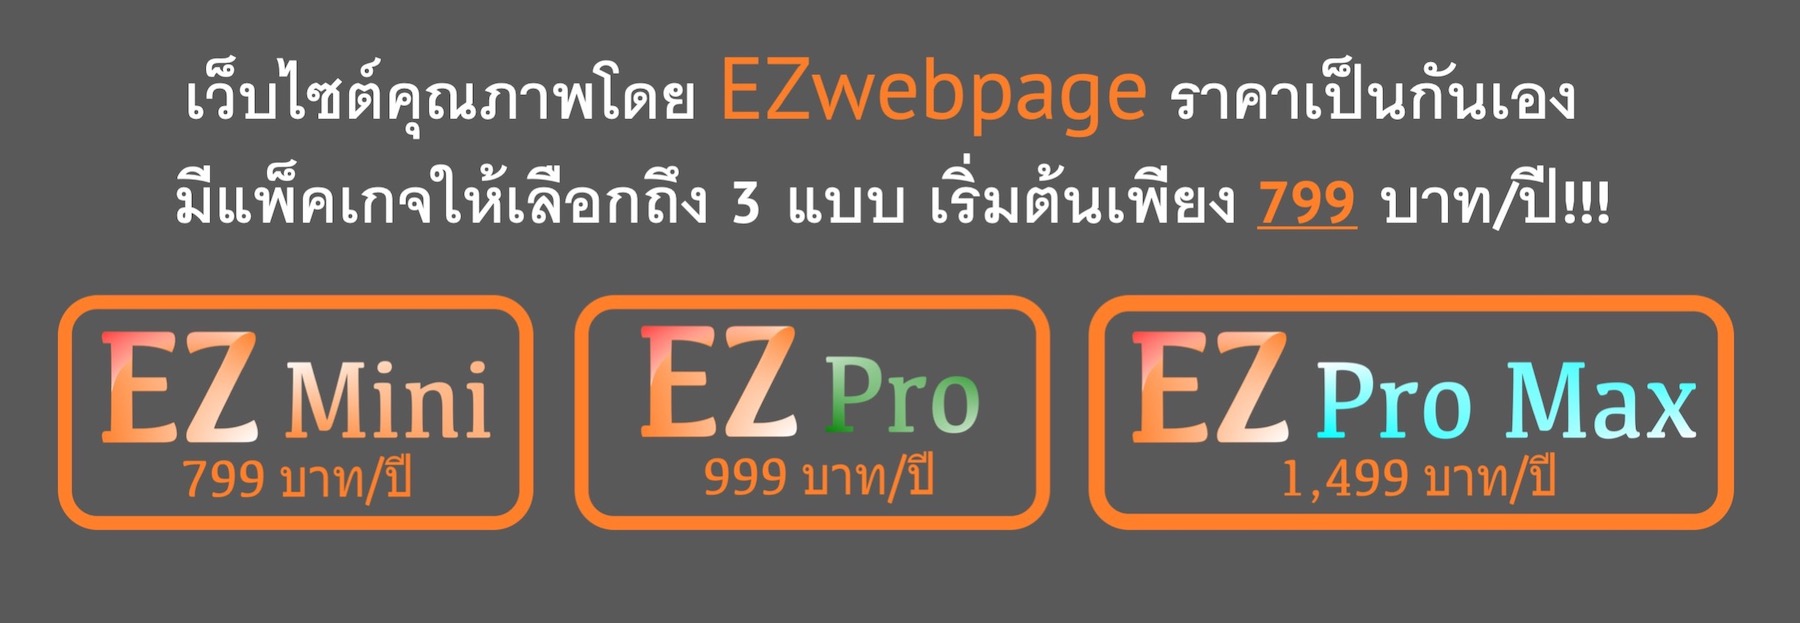 เว็บไซต์คุณภาพโดย EZwebpage ราคาเป็นกันเอง
มีแพ็คเกจให้เลือกถึง 3 แบบ เริ่มต้นเพียง 799 บาท/ปี!!!
EZ Mini
799 บาท/ปี
EZ Pro
999 บาท/ปี
EZ Pro Max
1,499 บาท/ปี